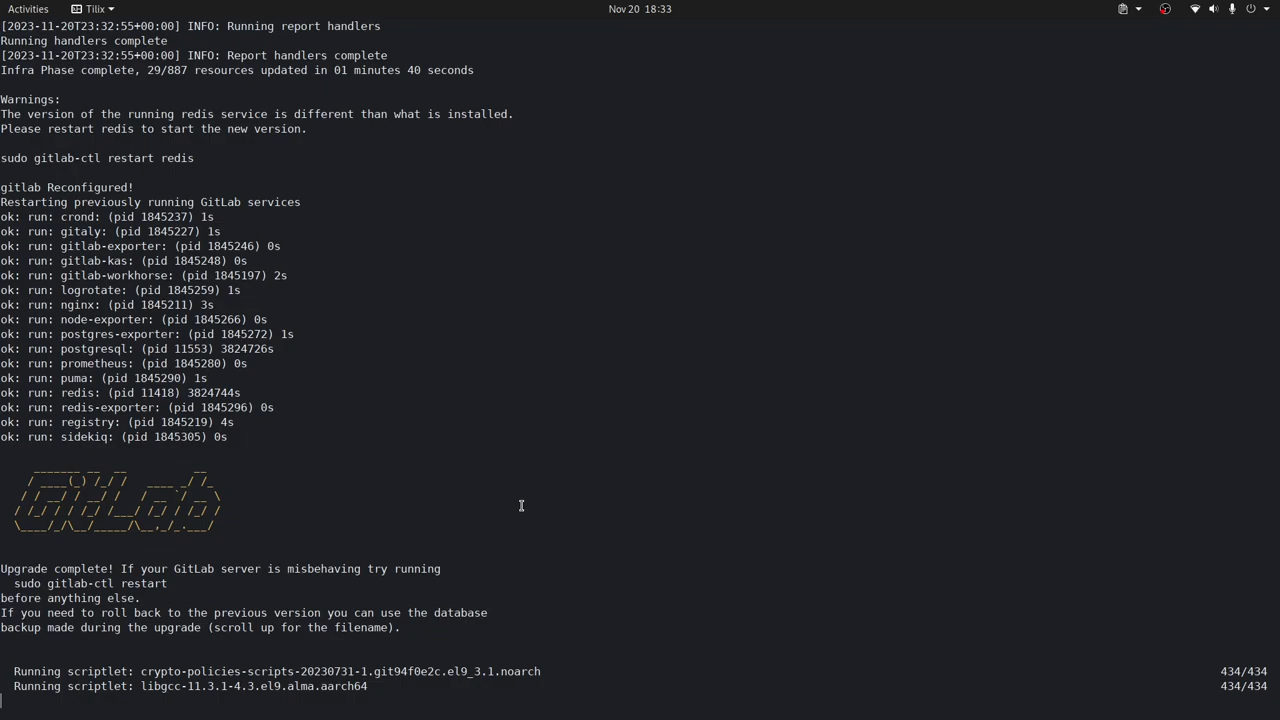 Activities Tilix Nov 20 18:33
[2023-11-20T23:32:55+00:00] INFO: Running report handlers
Running handlers complete
[2023-11-20T23:32:55+00:00] INFO: Report handlers complete
Infra Phase complete, 29/887 resources updated in 01 minutes 40 seconds
Warnings:
The version of the running redis service is different than what is installed.
Please restart redis to start the new version.
sudo gitlab-ctl restart redis
gitlab Reconfigured!
Restarting previously running GitLab services
ok: run: crond: (pid 1845237) 1s
ok: run: gitaly: (pid 1845227) 1s
ok: run: gitlab-exporter: (pid 1845246) 0s
ok: run: gitlab-kas: (pid 1845248) 0s
ok: run: gitlab-workhorse: (pid 1845197) 2s
ok: run: logrotate: (pid 1845259) 1s
ok: run: nginx: (pid 1845211) 3s
ok: run: node-exporter: (pid 1845266) 0s
ok: run: postgres-exporter: (pid 1845272) 1s
ok: run: postgresql: (pid 11553) 3824726s
ok: run: prometheus: (pid 1845280) 0s
ok: run: puma: (pid 1845290) 1s
ok: run: redis: (pid 11418) 3824744s
ok: run: redis-exporter: (pid 1845296) 0s
ok: run: registry: (pid 1845219) 4s
ok: run: sidekiq: (pid 1845305) 0s
GitLab
Upgrade complete! If your GitLab server is misbehaving try running
sudo gitlab-ctl restart
before anything else.
If you need to roll back to the previous version you can use the database
backup made during the upgrade (scroll up for the filename).
Running scriptlet: crypto-policies-scripts-20230731-1.git94f0e2c.el9_3.1.noarch 434/434
Running scriptlet: libgcc-11.3.1-4.3.el9.alma.aarch64 434/434